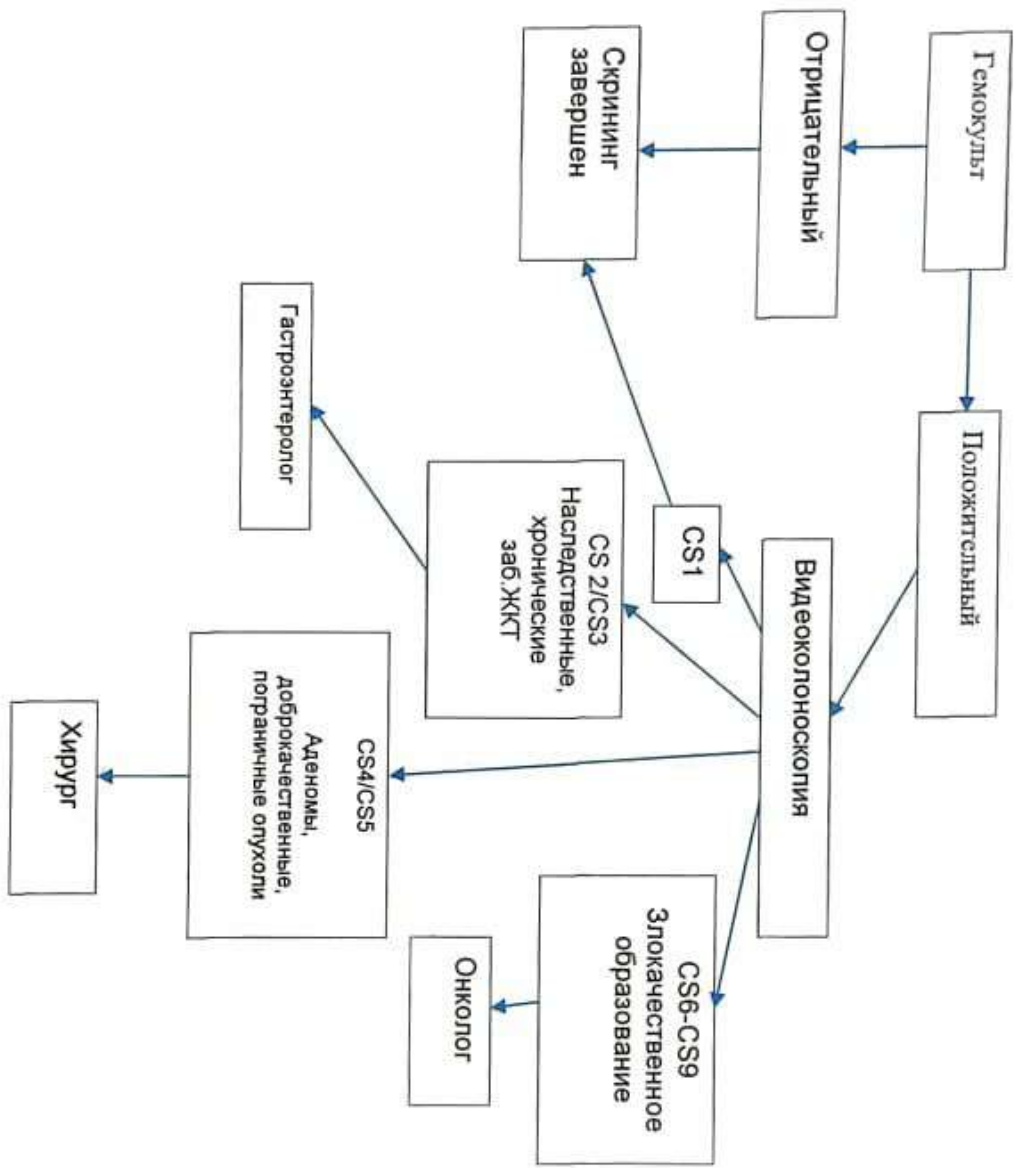 Гемокульт
Отрицательный
Положительный
Скрининг
завершен
Видеоколоноскопия
CS1
CS 2/CS3
Наследственные,
хронические
заб.ЖКТ
Гастроэнтеролог
CS4/CS5
Аденомы,
доброкачественные,
пограничные опухоли
Хирург
CS6-CS9
Злокачественное
образование
Онколог